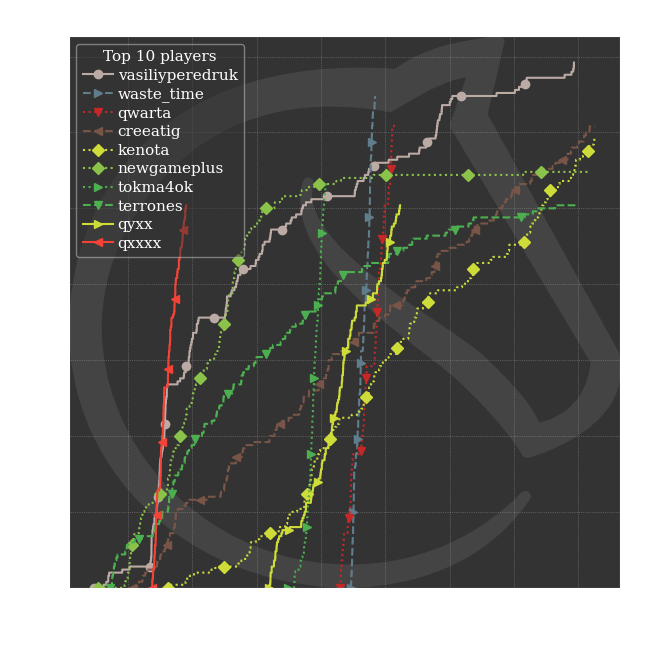 Top 10 players
vasiliyperedruk
waste_time
qwarta
creeatig
kenota
newgameplus
tokma4ok
terrones
qyxx
qxxxx